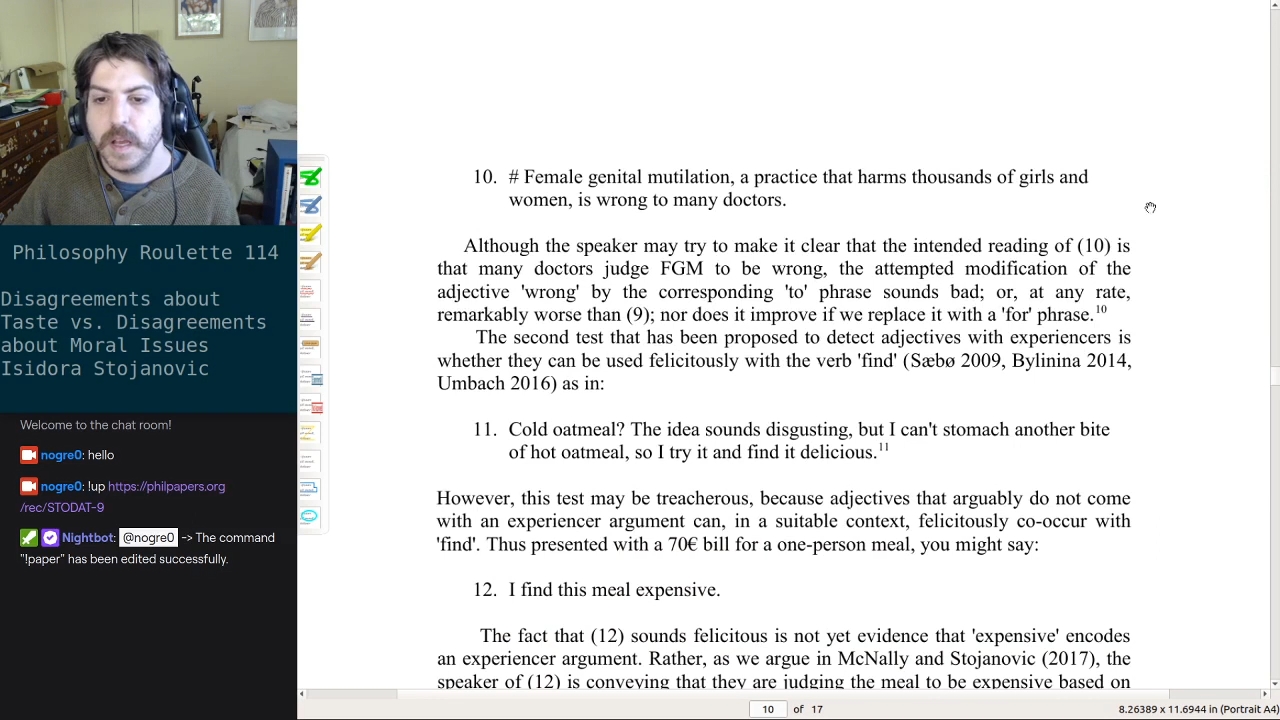 Philosophy Roulette 114
Disagreements about
Taste vs. Disagreements
about Moral Issues
Isidora Stojanovic
Welcome to the chat room!
nogre0: hello
nogre0: !up https://philpapers.org
/rec/STODAT-9
Nightbot: @nogre0 -> The command
"!paper" has been edited successfully.
10. # Female genital mutilation, a practice that harms thousands of girls and
women, is wrong to many doctors.
Although the speaker may try to make it clear that the intended reading of (10) is
that many doctors judge FGM to be wrong, the attempted modification of the
adjective 'wrong' by the corresponding 'to' phrase sounds bad or, at any rate,
remarkably worse than (9), nor does it improve if we replace it with a 'for' phrase.10
The second test that has been proposed to detect adjectives with experiencers is
whether they can be used felicitously with the verb 'find' (Sæbø 2009, Bylinina 2014,
Umbach 2016) as in:
11. Cold oatmeal? The idea sounds disgusting, but I can't stomach another bite
of hot oatmeal, so I try it and find it delicious.11
However, this test may be treacherous, because adjectives that arguably do not come
with an experiencer argument can, in a suitable context, felicitously co-occur with
'find'. Thus presented with a 70€ bill for a one-person meal, you might say:
12. I find this meal expensive.
The fact that (12) sounds felicitous is not yet evidence that 'expensive' encodes
an experiencer argument. Rather, as we argue in McNally and Stojanovic (2017), the
speaker of (12) is conveying that they are judging the meal to be expensive based on
10 of 17
8.26389 x 11.6944 in (Portrait A4)